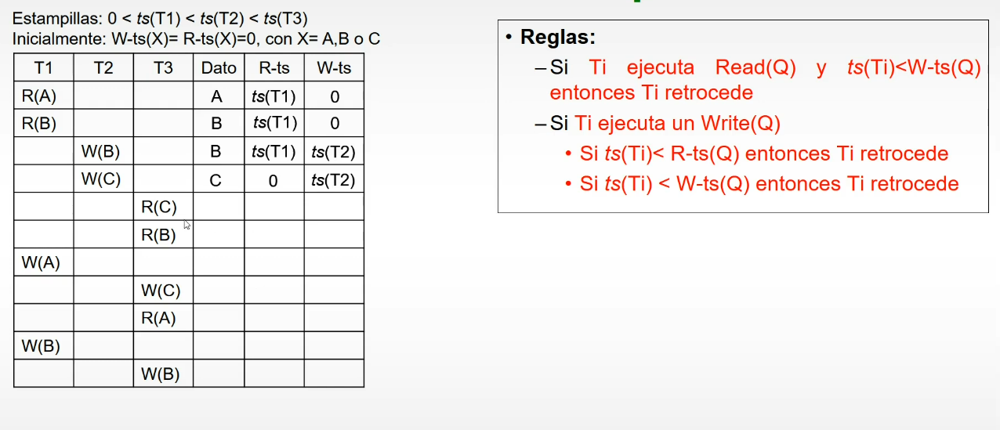 Estampillas: 0 < ts(T1) < ts(T2) < ts(T3)
Inicialmente: W-ts(X)= R-ts(X)=0, con X= A,B o C
T1 T2 T3 Dato R-ts W-ts
R(A) A ts(T1) 0
R(B) B ts(T1) 0
W(B) B ts(T1) ts(T2)
W(C) C 0 ts(T2)
R(C)
R(B)
W(A)
W(C)
R(A)
W(B)
W(B)
• Reglas:
–Si Ti ejecuta Read(Q) y ts(Ti)<W-ts(Q)
entonces Ti retrocede
–Si Ti ejecuta un Write(Q)
• Si ts(Ti)< R-ts(Q) entonces Ti retrocede
• Si ts(Ti) < W-ts(Q) entonces Ti retrocede